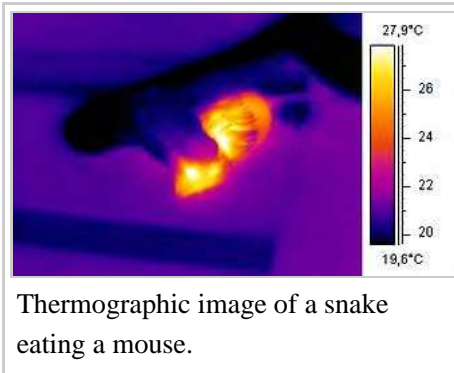 27,9°C
26
24
22
20
19,6°C
Thermographic image of a snake
eating a mouse.